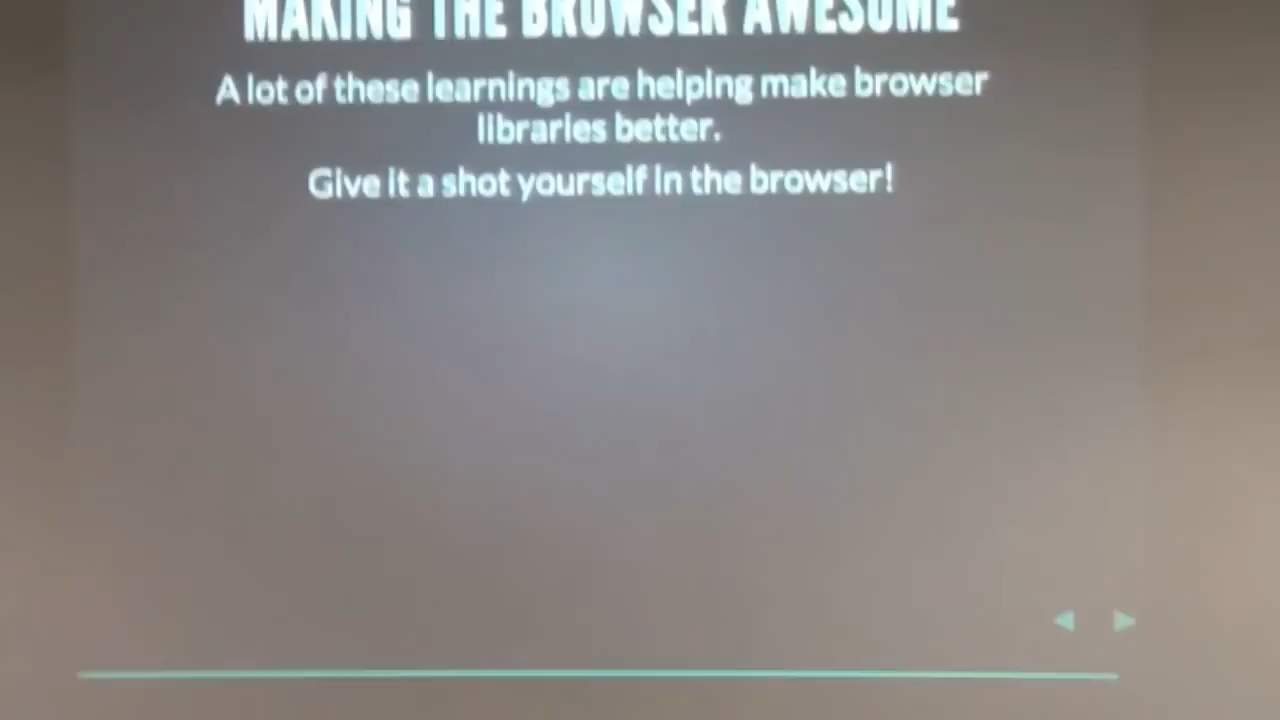 MAKING THE BROWSER AWESOME
A lot of these learnings are helping make browser
libraries better.
Give it a shot yourself in the browser!